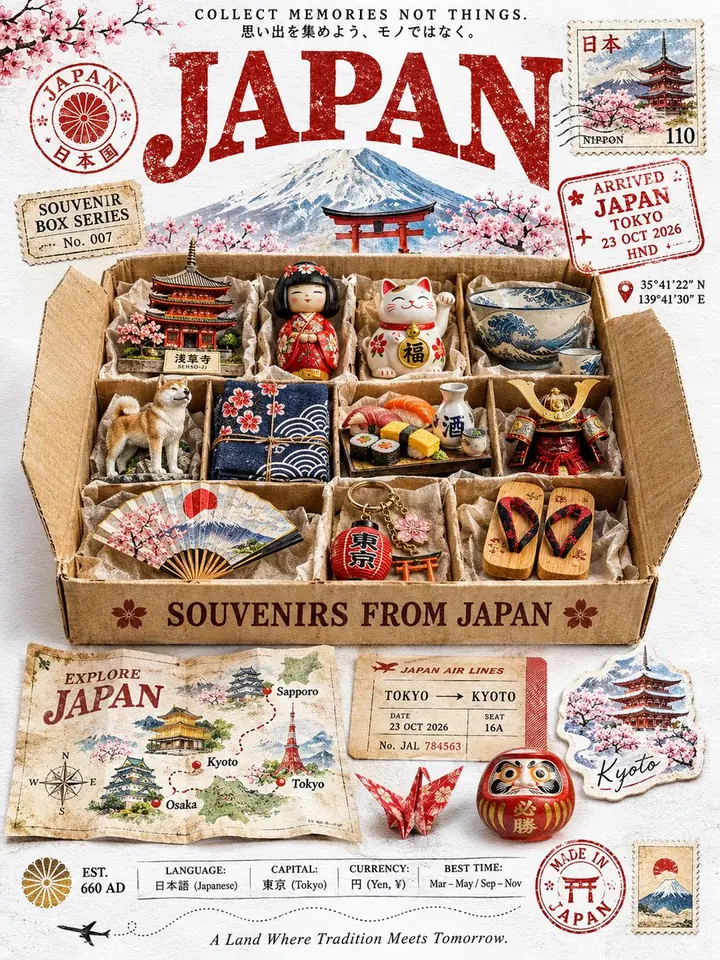 COLLECT MEMORIES NOT THINGS.
思い出を集めよう、モノではなく。
JAPAN
JAPAN
日本国
日本
NIPPON
110
SOUVENIR
BOX SERIES
No. 007
ARRIVED
JAPAN
TOKYO
23 OCT 2026
HND
35°41'22" N
139°41'30" E
浅草寺
SENSO-JI
福
酒
東京
SOUVENIRS FROM JAPAN
EXPLORE
JAPAN
Sapporo
Kyoto
Tokyo
Osaka
N
W
E
S
JAPAN AIR LINES
TOKYO → KYOTO
DATE
23 OCT 2026
SEAT
16A
No. JAL 784563
Kyoto
必勝
EST.
660 AD
LANGUAGE:
日本語 (Japanese)
CAPITAL:
東京 (Tokyo)
CURRENCY:
円 (Yen, ¥)
BEST TIME:
Mar – May / Sep – Nov
MADE IN
JAPAN
A Land Where Tradition Meets Tomorrow.